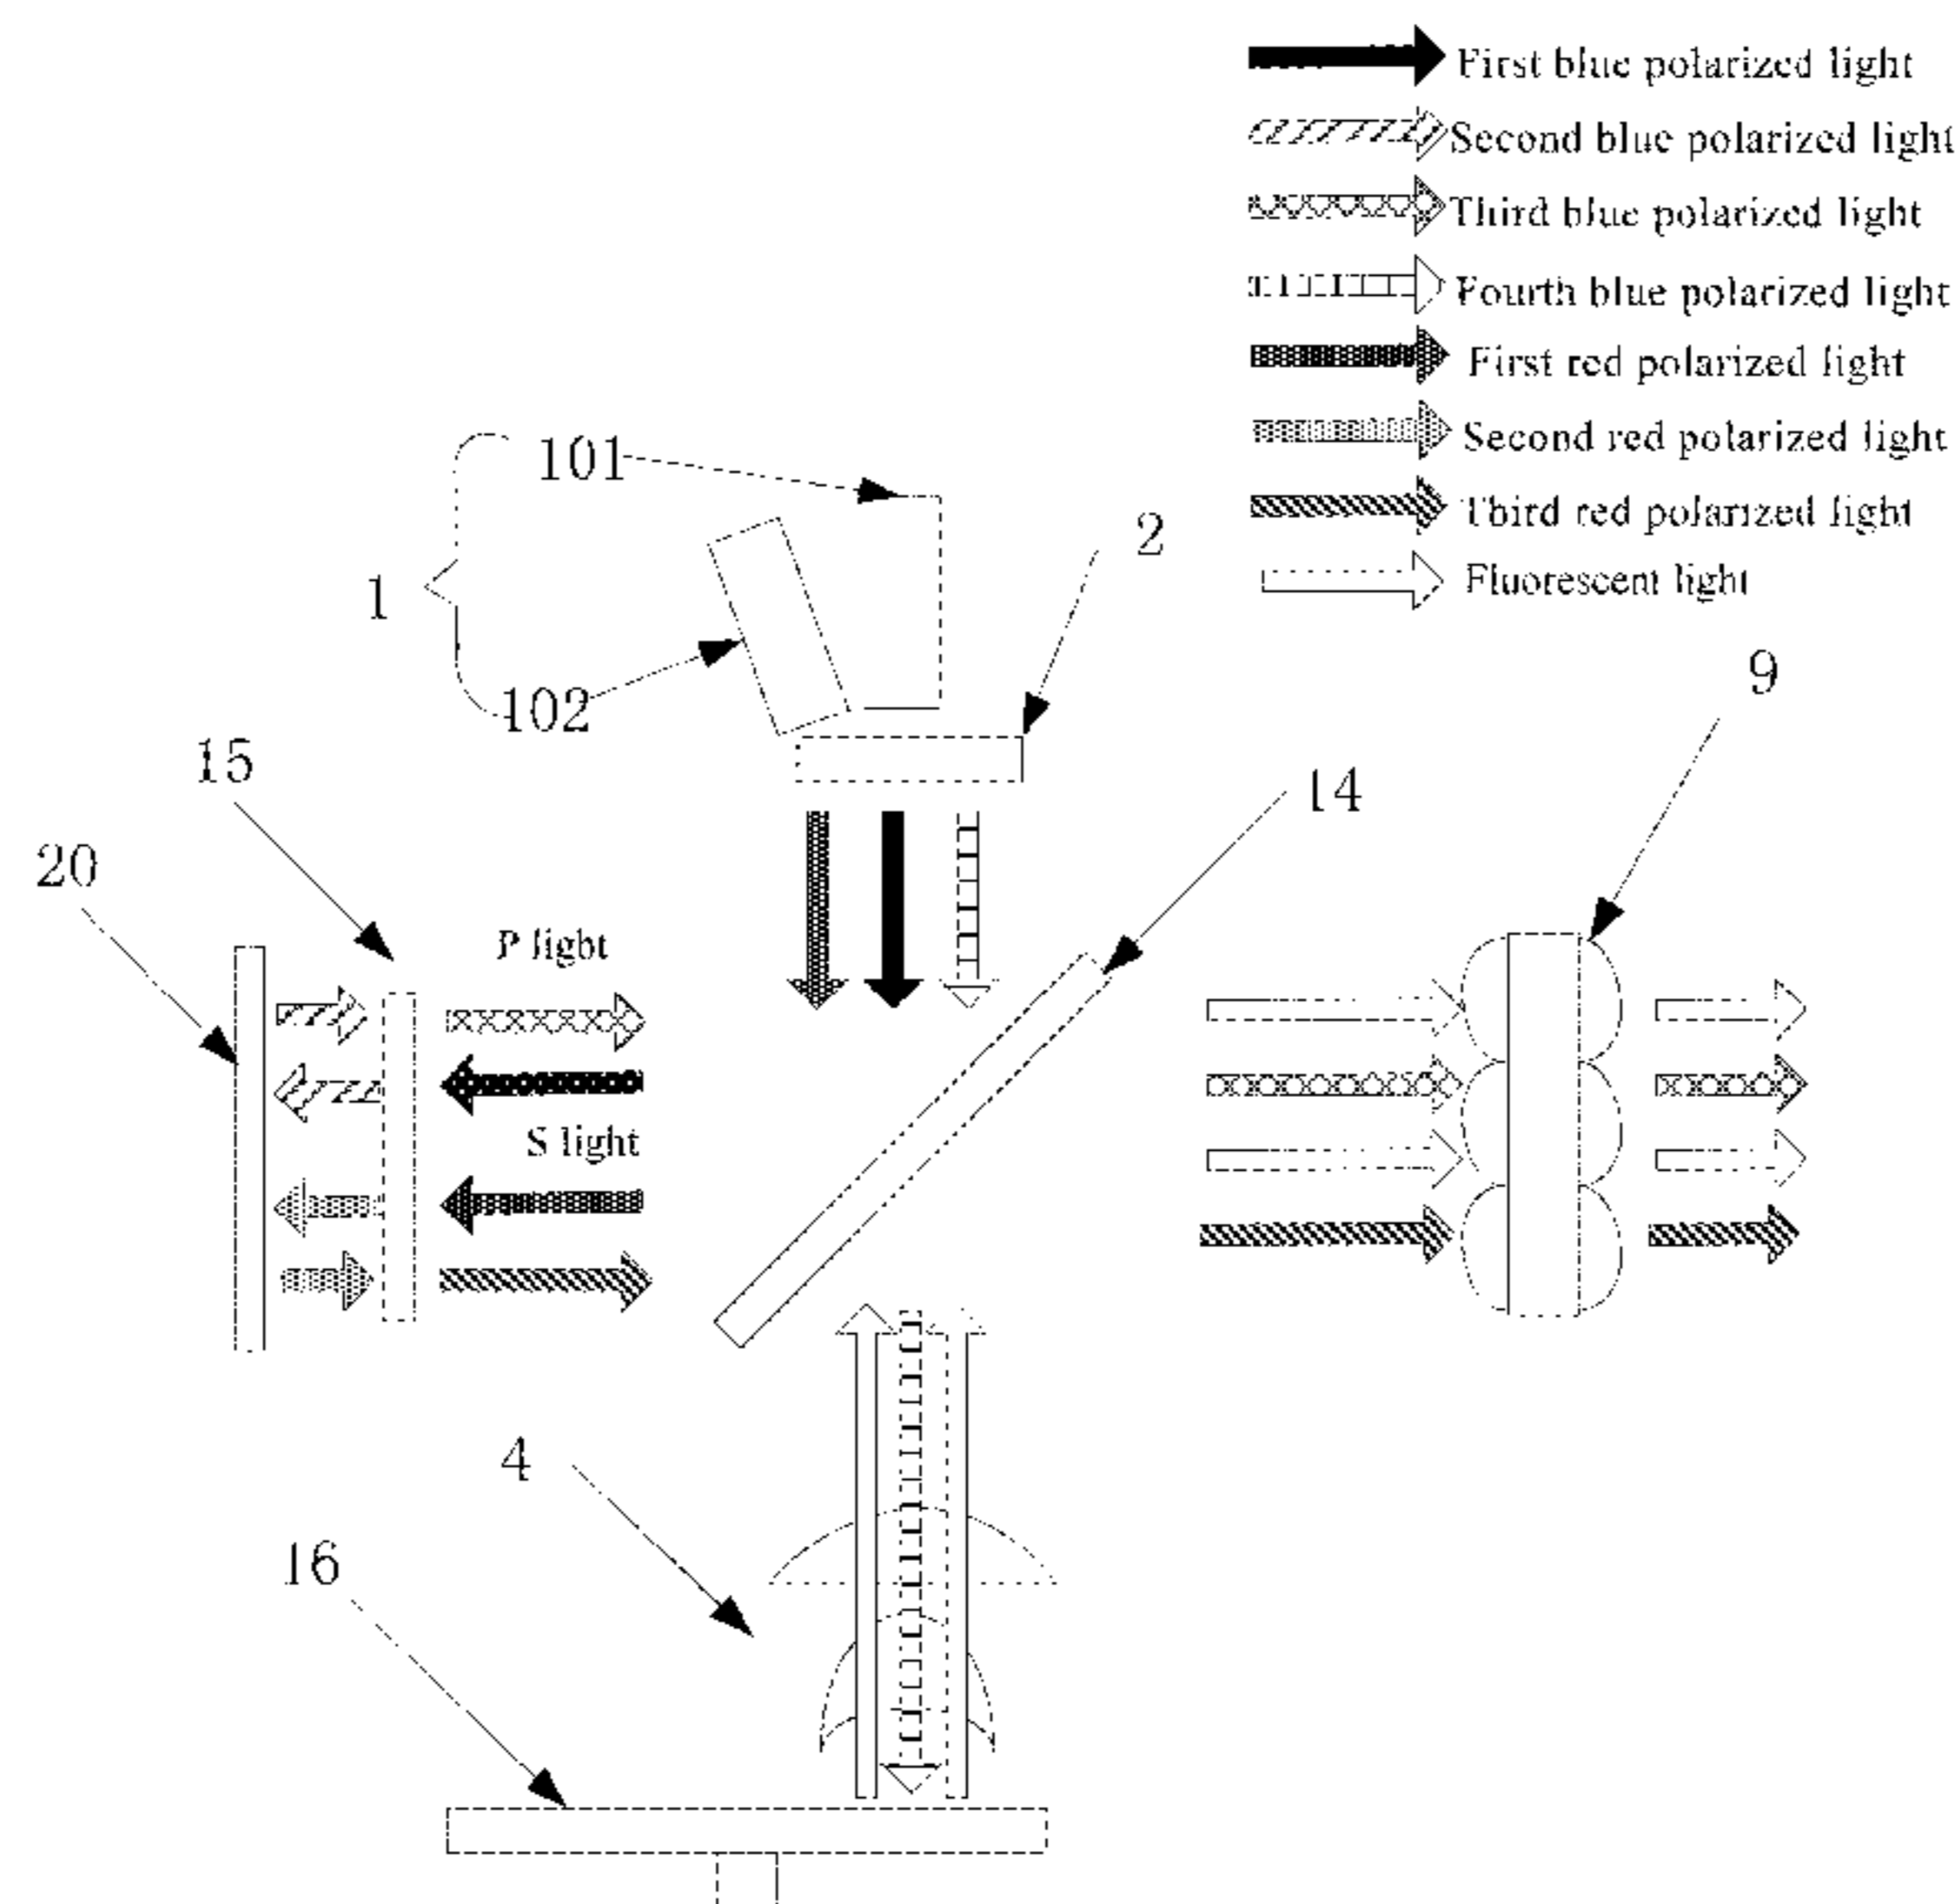 First blue polarized light
Second blue polarized light
Third blue polarized light
Fourth blue polarized light
First red polarized light
Second red polarized light
Third red polarized light
Fluorescent light
101
2
1
102
9
15
14
20
P light
S light
4
16